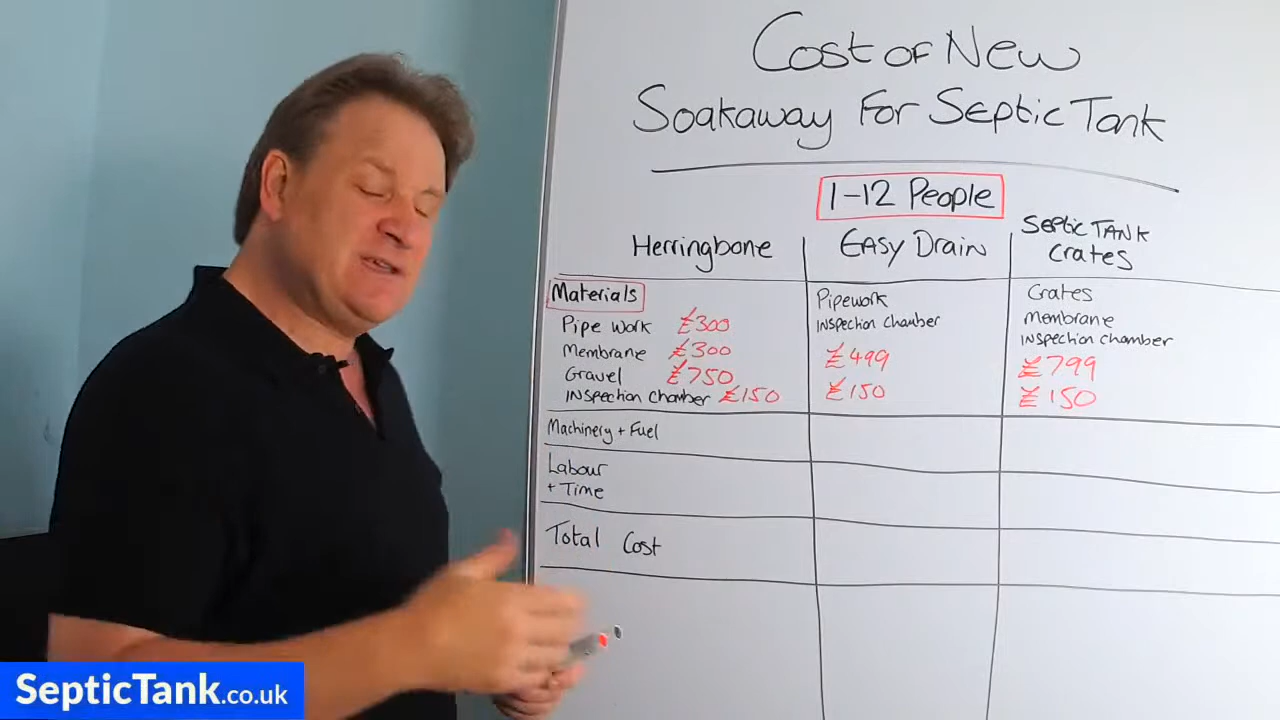 Cost of New
Soakaway For Septic Tank
1-12 People
Herringbone
Easy Drain
Septic TANK
Crates
Materials
Pipe Work £300
Membrane £300
Gravel £750
Inspection Chamber £150
Pipework
Inspection Chamber
£499
£150
Crates
Membrane
Inspection Chamber
£799
£150
Machinery + Fuel
Labour
+ Time
Total Cost
SepticTank.co.uk